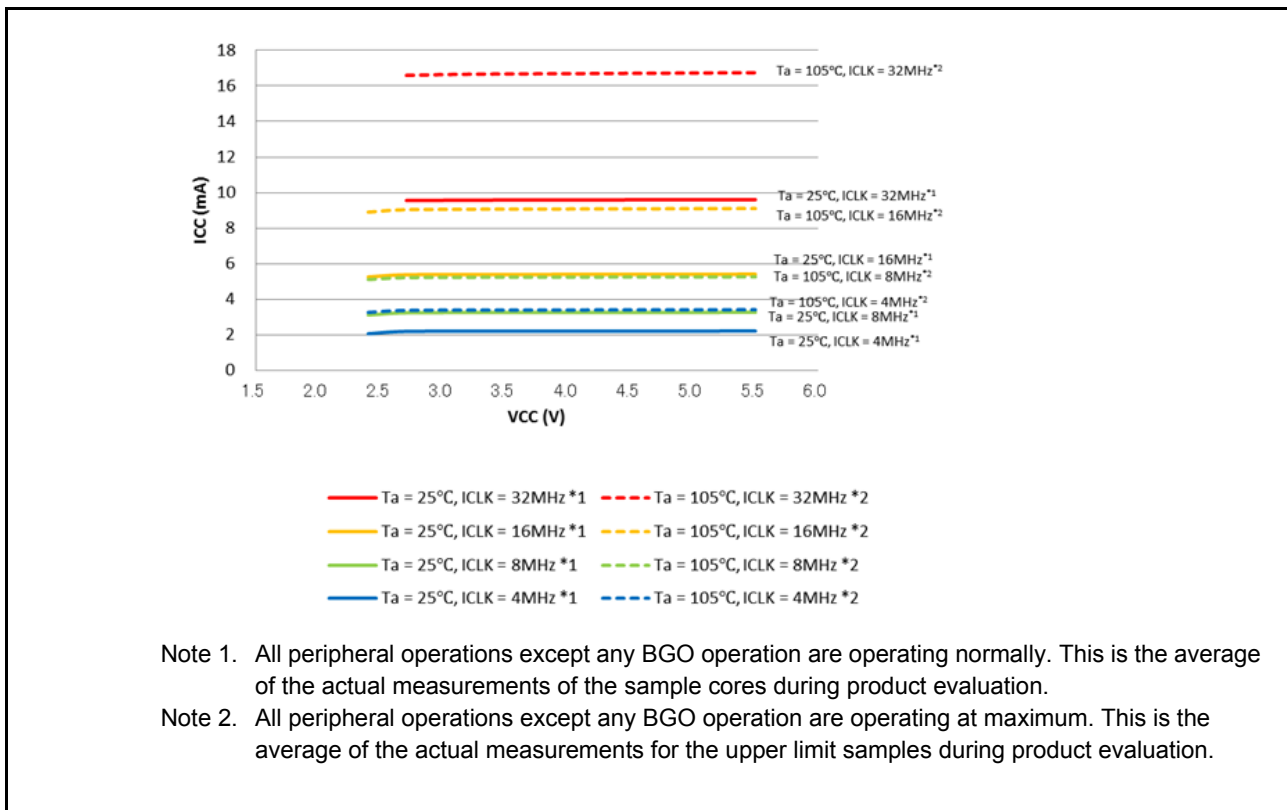 18
16
14
12
10
8
6
4
2
0
ICC (mA)
1.5 2.0 2.5 3.0 3.5 4.0 4.5 5.0 5.5 6.0
VCC (V)
Ta = 105°C, ICLK = 32MHz*2
Ta = 25°C, ICLK = 32MHz*1
Ta = 105°C, ICLK = 16MHz*2
Ta = 25°C, ICLK = 16MHz*1
Ta = 105°C, ICLK = 8MHz*2
Ta = 105°C, ICLK = 4MHz*2
Ta = 25°C, ICLK = 8MHz*1
Ta = 25°C, ICLK = 4MHz*1
Ta = 25°C, ICLK = 32MHz *1 Ta = 105°C, ICLK = 32MHz *2
Ta = 25°C, ICLK = 16MHz *1 Ta = 105°C, ICLK = 16MHz *2
Ta = 25°C, ICLK = 8MHz *1 Ta = 105°C, ICLK = 8MHz *2
Ta = 25°C, ICLK = 4MHz *1 Ta = 105°C, ICLK = 4MHz *2
Note 1. All peripheral operations except any BGO operation are operating normally. This is the average
of the actual measurements of the sample cores during product evaluation.
Note 2. All peripheral operations except any BGO operation are operating at maximum. This is the
average of the actual measurements for the upper limit samples during product evaluation.